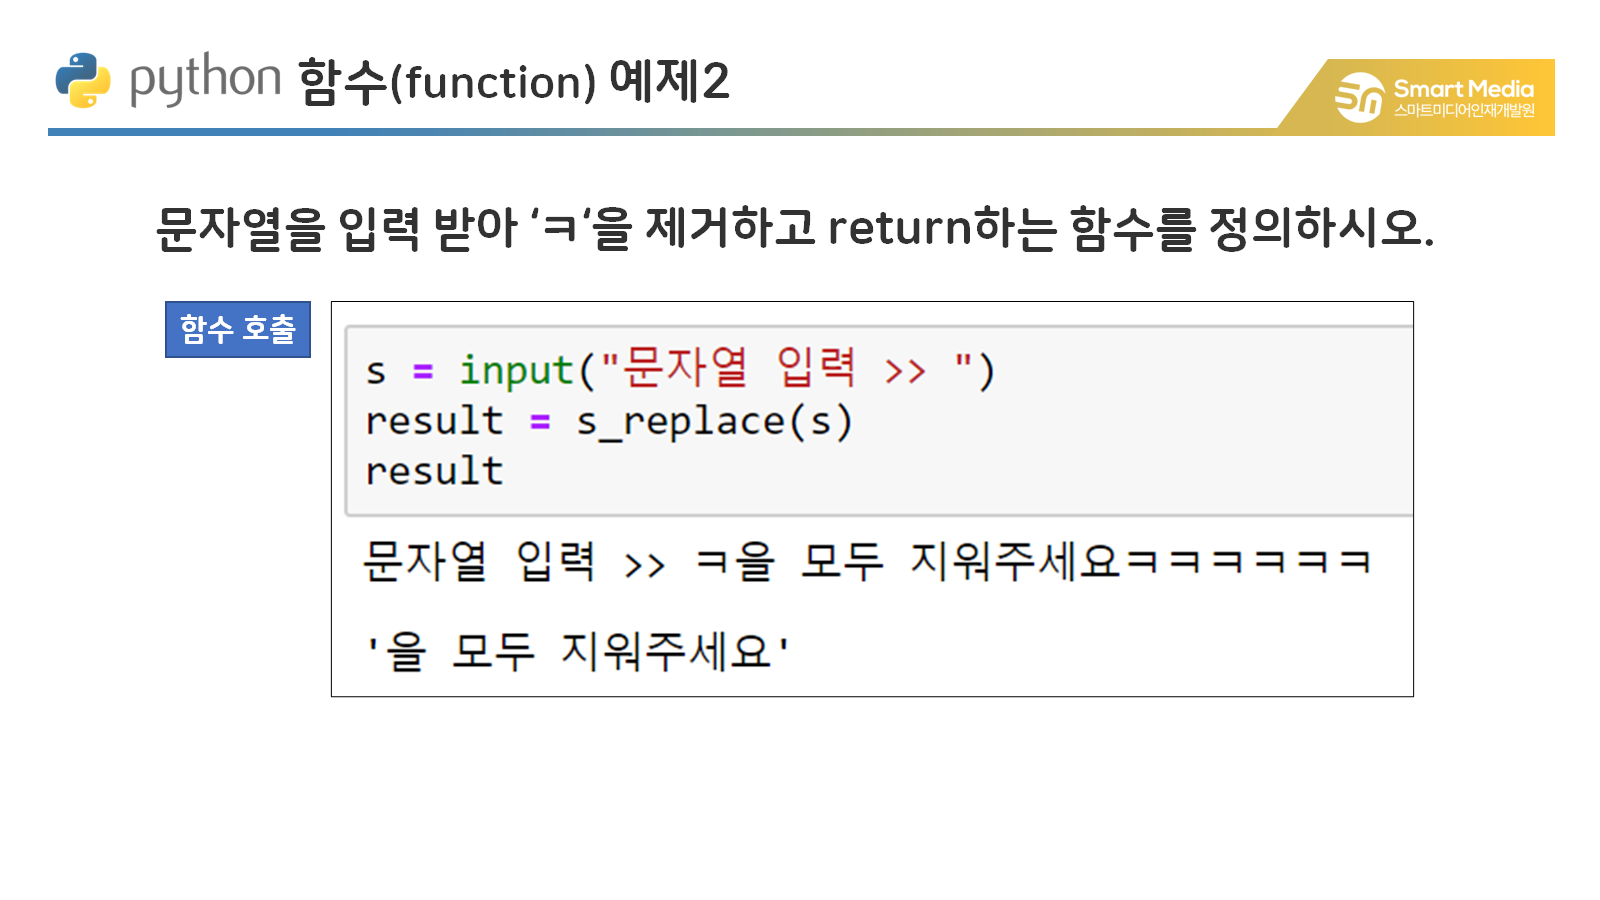 python 함수(function) 예제2
Smart Media
스마트미디어인재개발원
문자열을 입력 받아 ‘ㅋ‘을 제거하고 return하는 함수를 정의하시오.
함수 호출
s = input("문자열 입력 >> ")
result = s_replace(s)
result
문자열 입력 >> ㅋ을 모두 지워주세요ㅋㅋㅋㅋㅋㅋ
'을 모두 지워주세요'